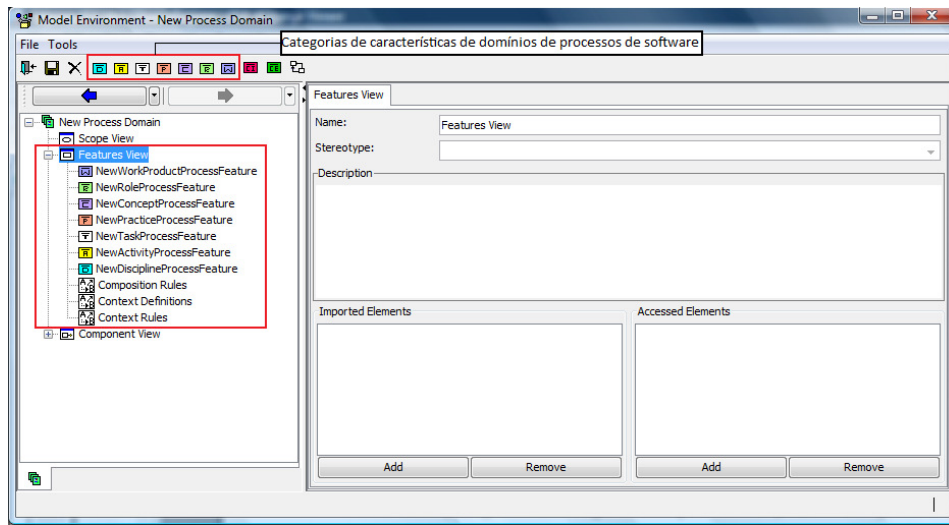 Model Environment - New Process Domain
File Tools
Categorias de características de domínios de processos de software
D A T P C R W CI CB
Features View
New Process Domain
Scope View
Features View
W NewWorkProductProcessFeature
R NewRoleProcessFeature
C NewConceptProcessFeature
P NewPracticeProcessFeature
T NewTaskProcessFeature
A NewActivityProcessFeature
D NewDisciplineProcessFeature
Composition Rules
Context Definitions
Context Rules
Component View
Name: Features View
Stereotype:
Description
Imported Elements Accessed Elements
Add Remove Add Remove